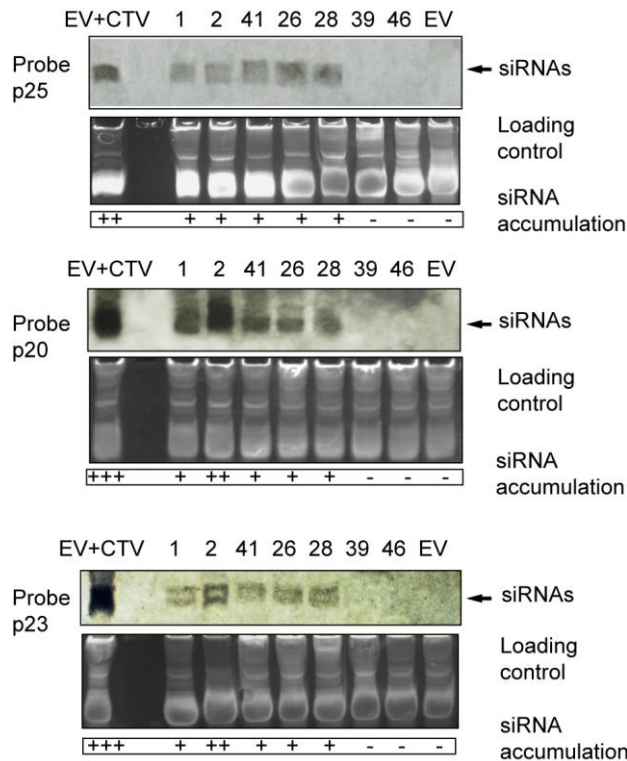 EV+CTV 1 2 41 26 28 39 46 EV
Probe
p25
siRNAs
Loading
control
siRNA
accumulation
++ + + + + + - - -
EV+CTV 1 2 41 26 28 39 46 EV
Probe
p20
siRNAs
Loading
control
siRNA
accumulation
+++ + ++ + + + - - -
EV+CTV 1 2 41 26 28 39 46 EV
Probe
p23
siRNAs
Loading
control
siRNA
accumulation
+++ + ++ + + + - - -